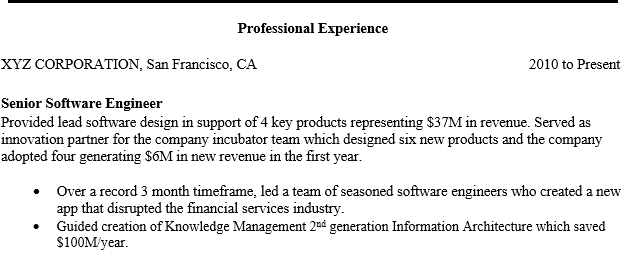 Professional Experience
XYZ CORPORATION, San Francisco, CA 2010 to Present
Senior Software Engineer
Provided lead software design in support of 4 key products representing $37M in revenue. Served as
innovation partner for the company incubator team which designed six new products and the company
adopted four generating $6M in new revenue in the first year.
• Over a record 3 month timeframe, led a team of seasoned software engineers who created a new
app that disrupted the financial services industry.
• Guided creation of Knowledge Management 2nd generation Information Architecture which saved
$100M/year.